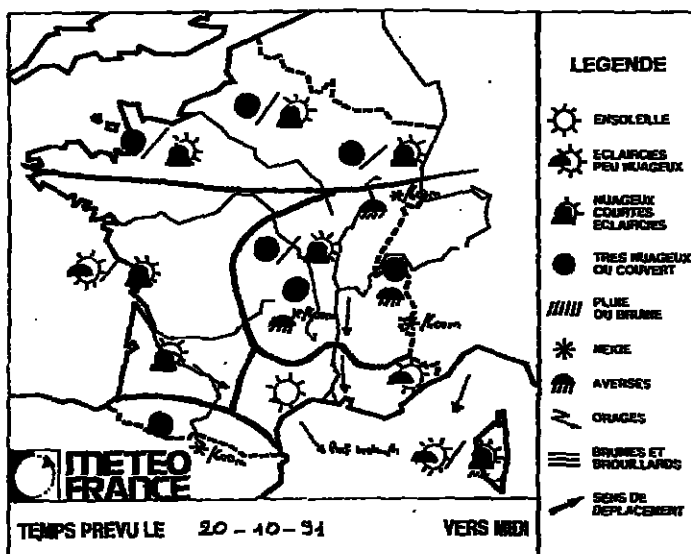 LEGENDE
ENSOLEILLE
ECLAIRCIES
PEU NUAGEUX
NUAGEUX
COURTES
ECLAIRCIES
TRES NUAGEUX
OU COUVERT
PLUIE
OU BRUINE
NEIGE
AVERSES
ORAGES
BRUMES ET
BROUILLARDS
SENS DE
DEPLACEMENT
METEO
FRANCE
TEMPS PREVU LE 20-10-91 VERS MIDI